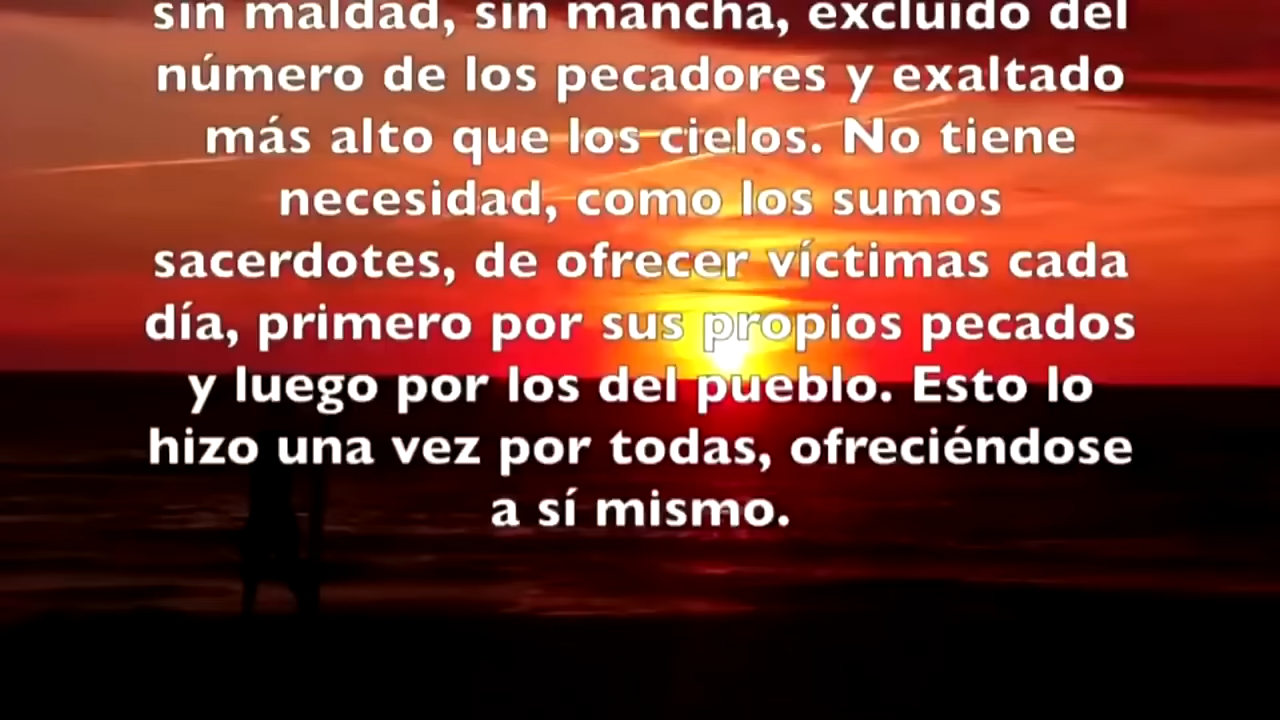 sin maldad, sin mancha, excluido del
número de los pecadores y exaltado
más alto que los cielos. No tiene
necesidad, como los sumos
sacerdotes, de ofrecer víctimas cada
día, primero por sus propios pecados
y luego por los del pueblo. Esto lo
hizo una vez por todas, ofreciéndose
a sí mismo.